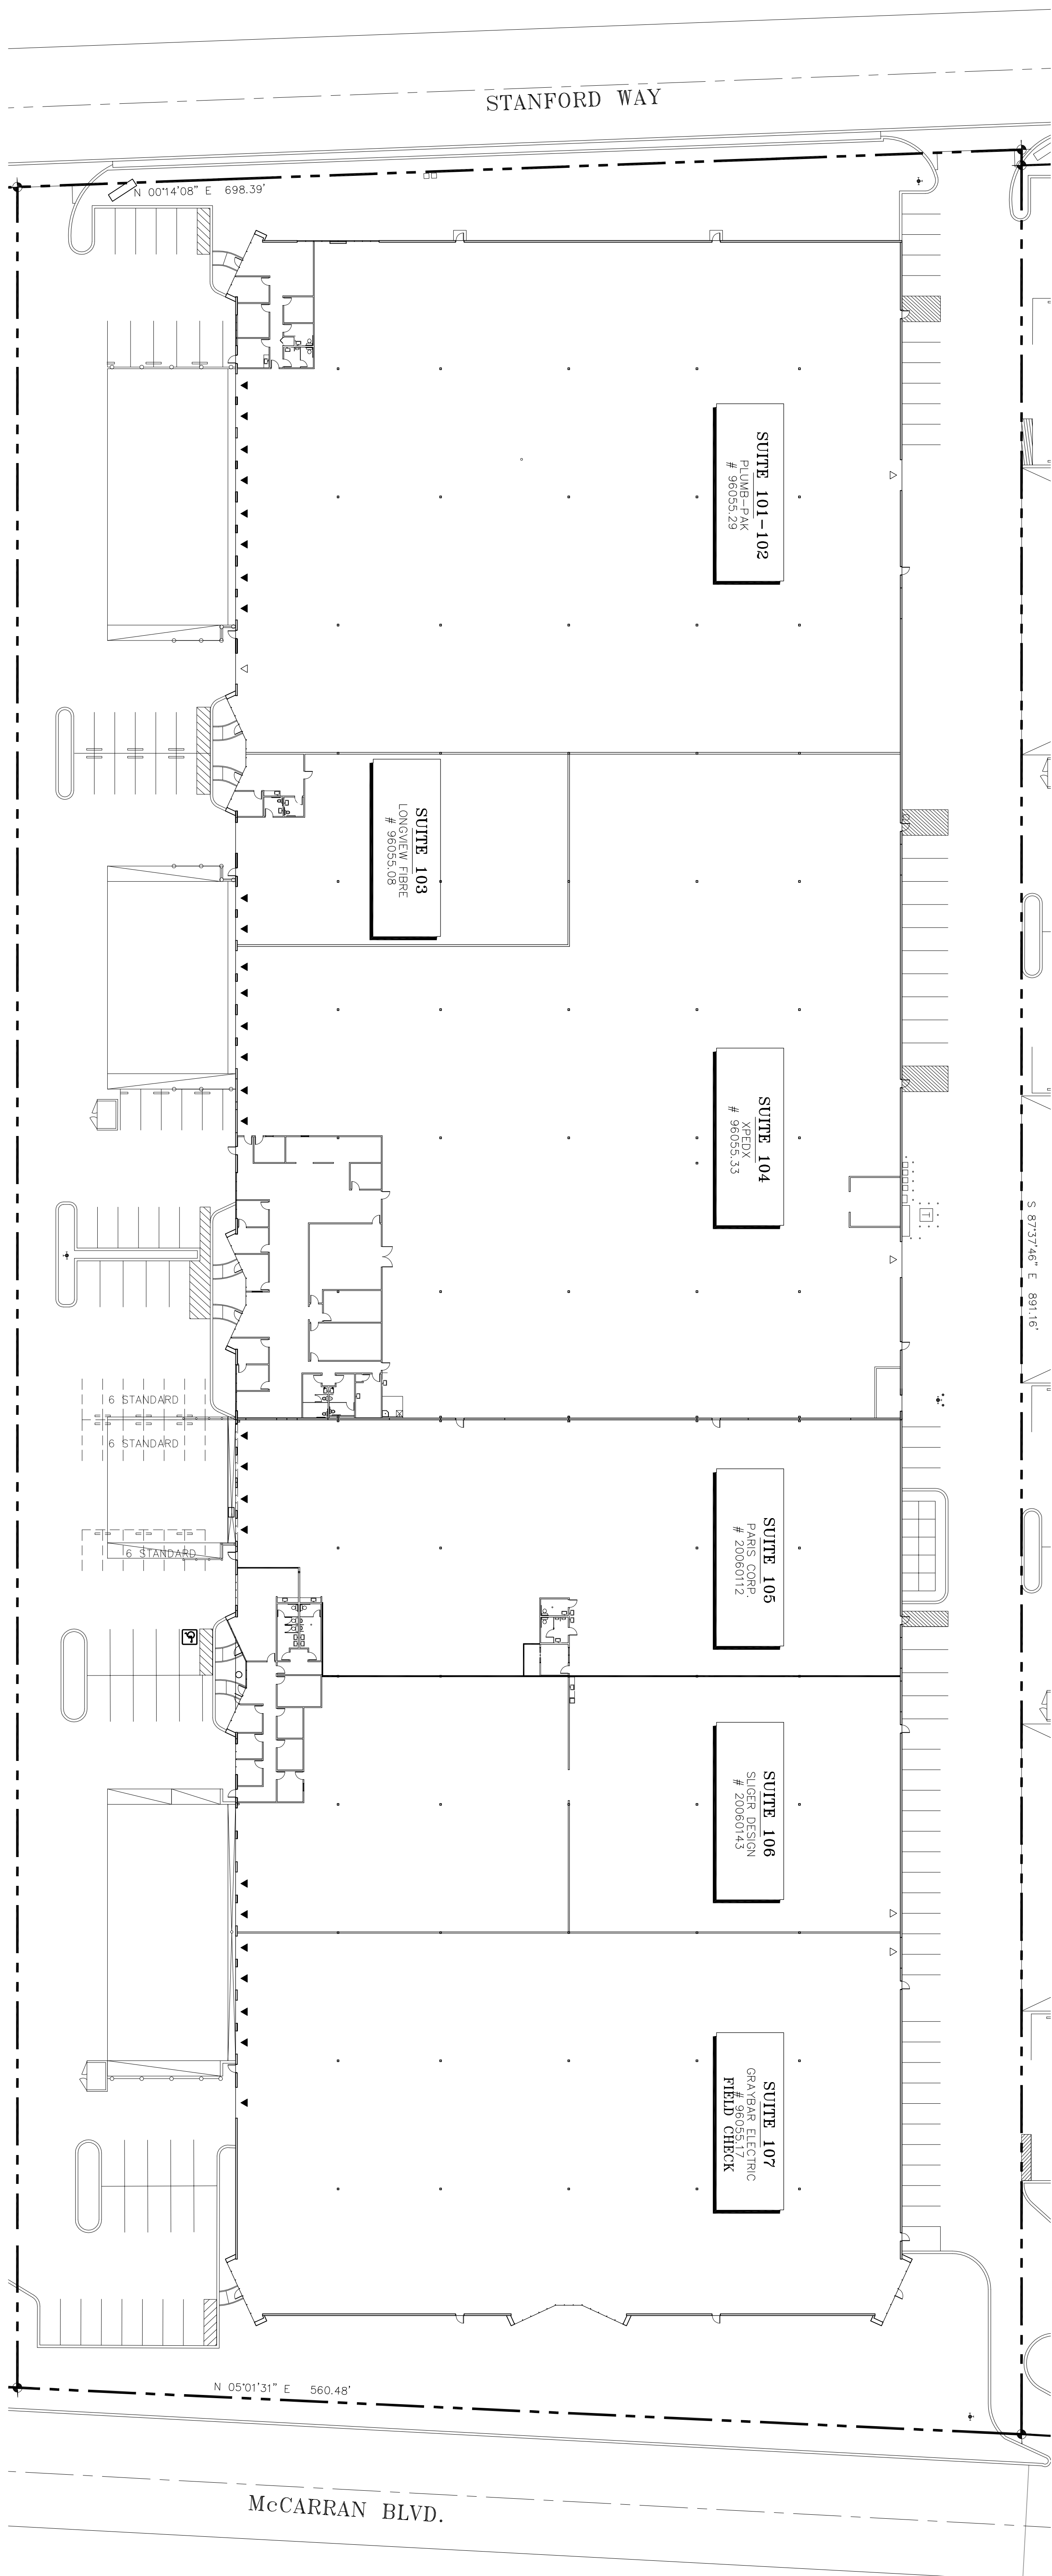 STANFORD WAY
N 00°14'08" E 698.39'
SUITE 101-102
PLUMB-PAK
# 96055.29
SUITE 103
LONGVIEW FIBRE
# 96055.08
SUITE 104
XPEDX
# 96055.33
T
S 87°37'46" E 891.16'
6 STANDARD
6 STANDARD
6 STANDARD
SUITE 105
PARIS CORP.
# 20060112
SUITE 106
SLIGER DESIGN
# 20060143
SUITE 107
GRAYBAR ELECTRIC
# 96055.17
FIELD CHECK
N 05°01'31" E 560.48'
McCARRAN BLVD.